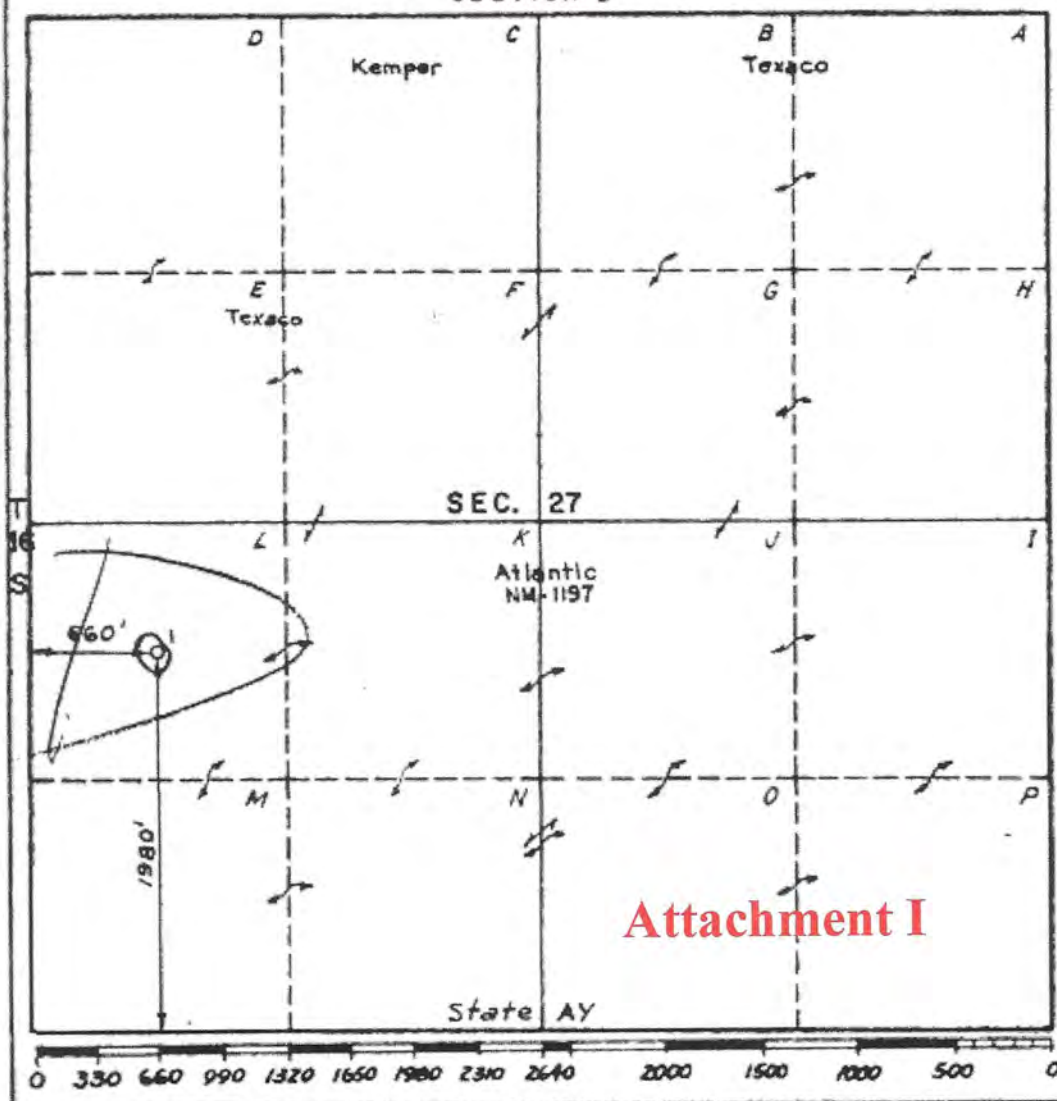 D C B A
Kemper Texaco
E F G H
Texaco
T
16
S
SEC. 27
L K J I
Atlantic
NM-1197
660' 1
M N O P
1980'
Attachment I
State AY
0 330 660 990 1320 1650 1980 2310 2640 2000 1500 1000 500 0